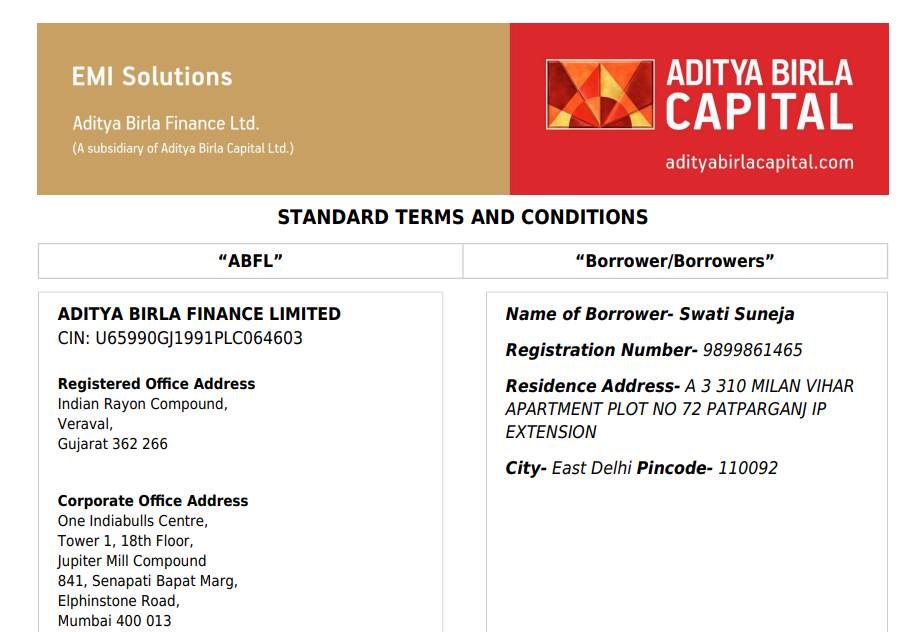 EMI Solutions
Aditya Birla Finance Ltd.
(A subsidiary of Aditya Birla Capital Ltd.)
ADITYA BIRLA
CAPITAL
adityabirlacapital.com
STANDARD TERMS AND CONDITIONS
“ABFL”
“Borrower/Borrowers”
ADITYA BIRLA FINANCE LIMITED
CIN: U65990GJ1991PLC064603
Registered Office Address
Indian Rayon Compound,
Veraval,
Gujarat 362 266
Corporate Office Address
One Indiabulls Centre,
Tower 1, 18th Floor,
Jupiter Mill Compound
841, Senapati Bapat Marg,
Elphinstone Road,
Mumbai 400 013
Name of Borrower- Swati Suneja
Registration Number- 9899861465
Residence Address- A 3 310 MILAN VIHAR
APARTMENT PLOT NO 72 PATPARGANJ IP
EXTENSION
City- East Delhi Pincode- 110092